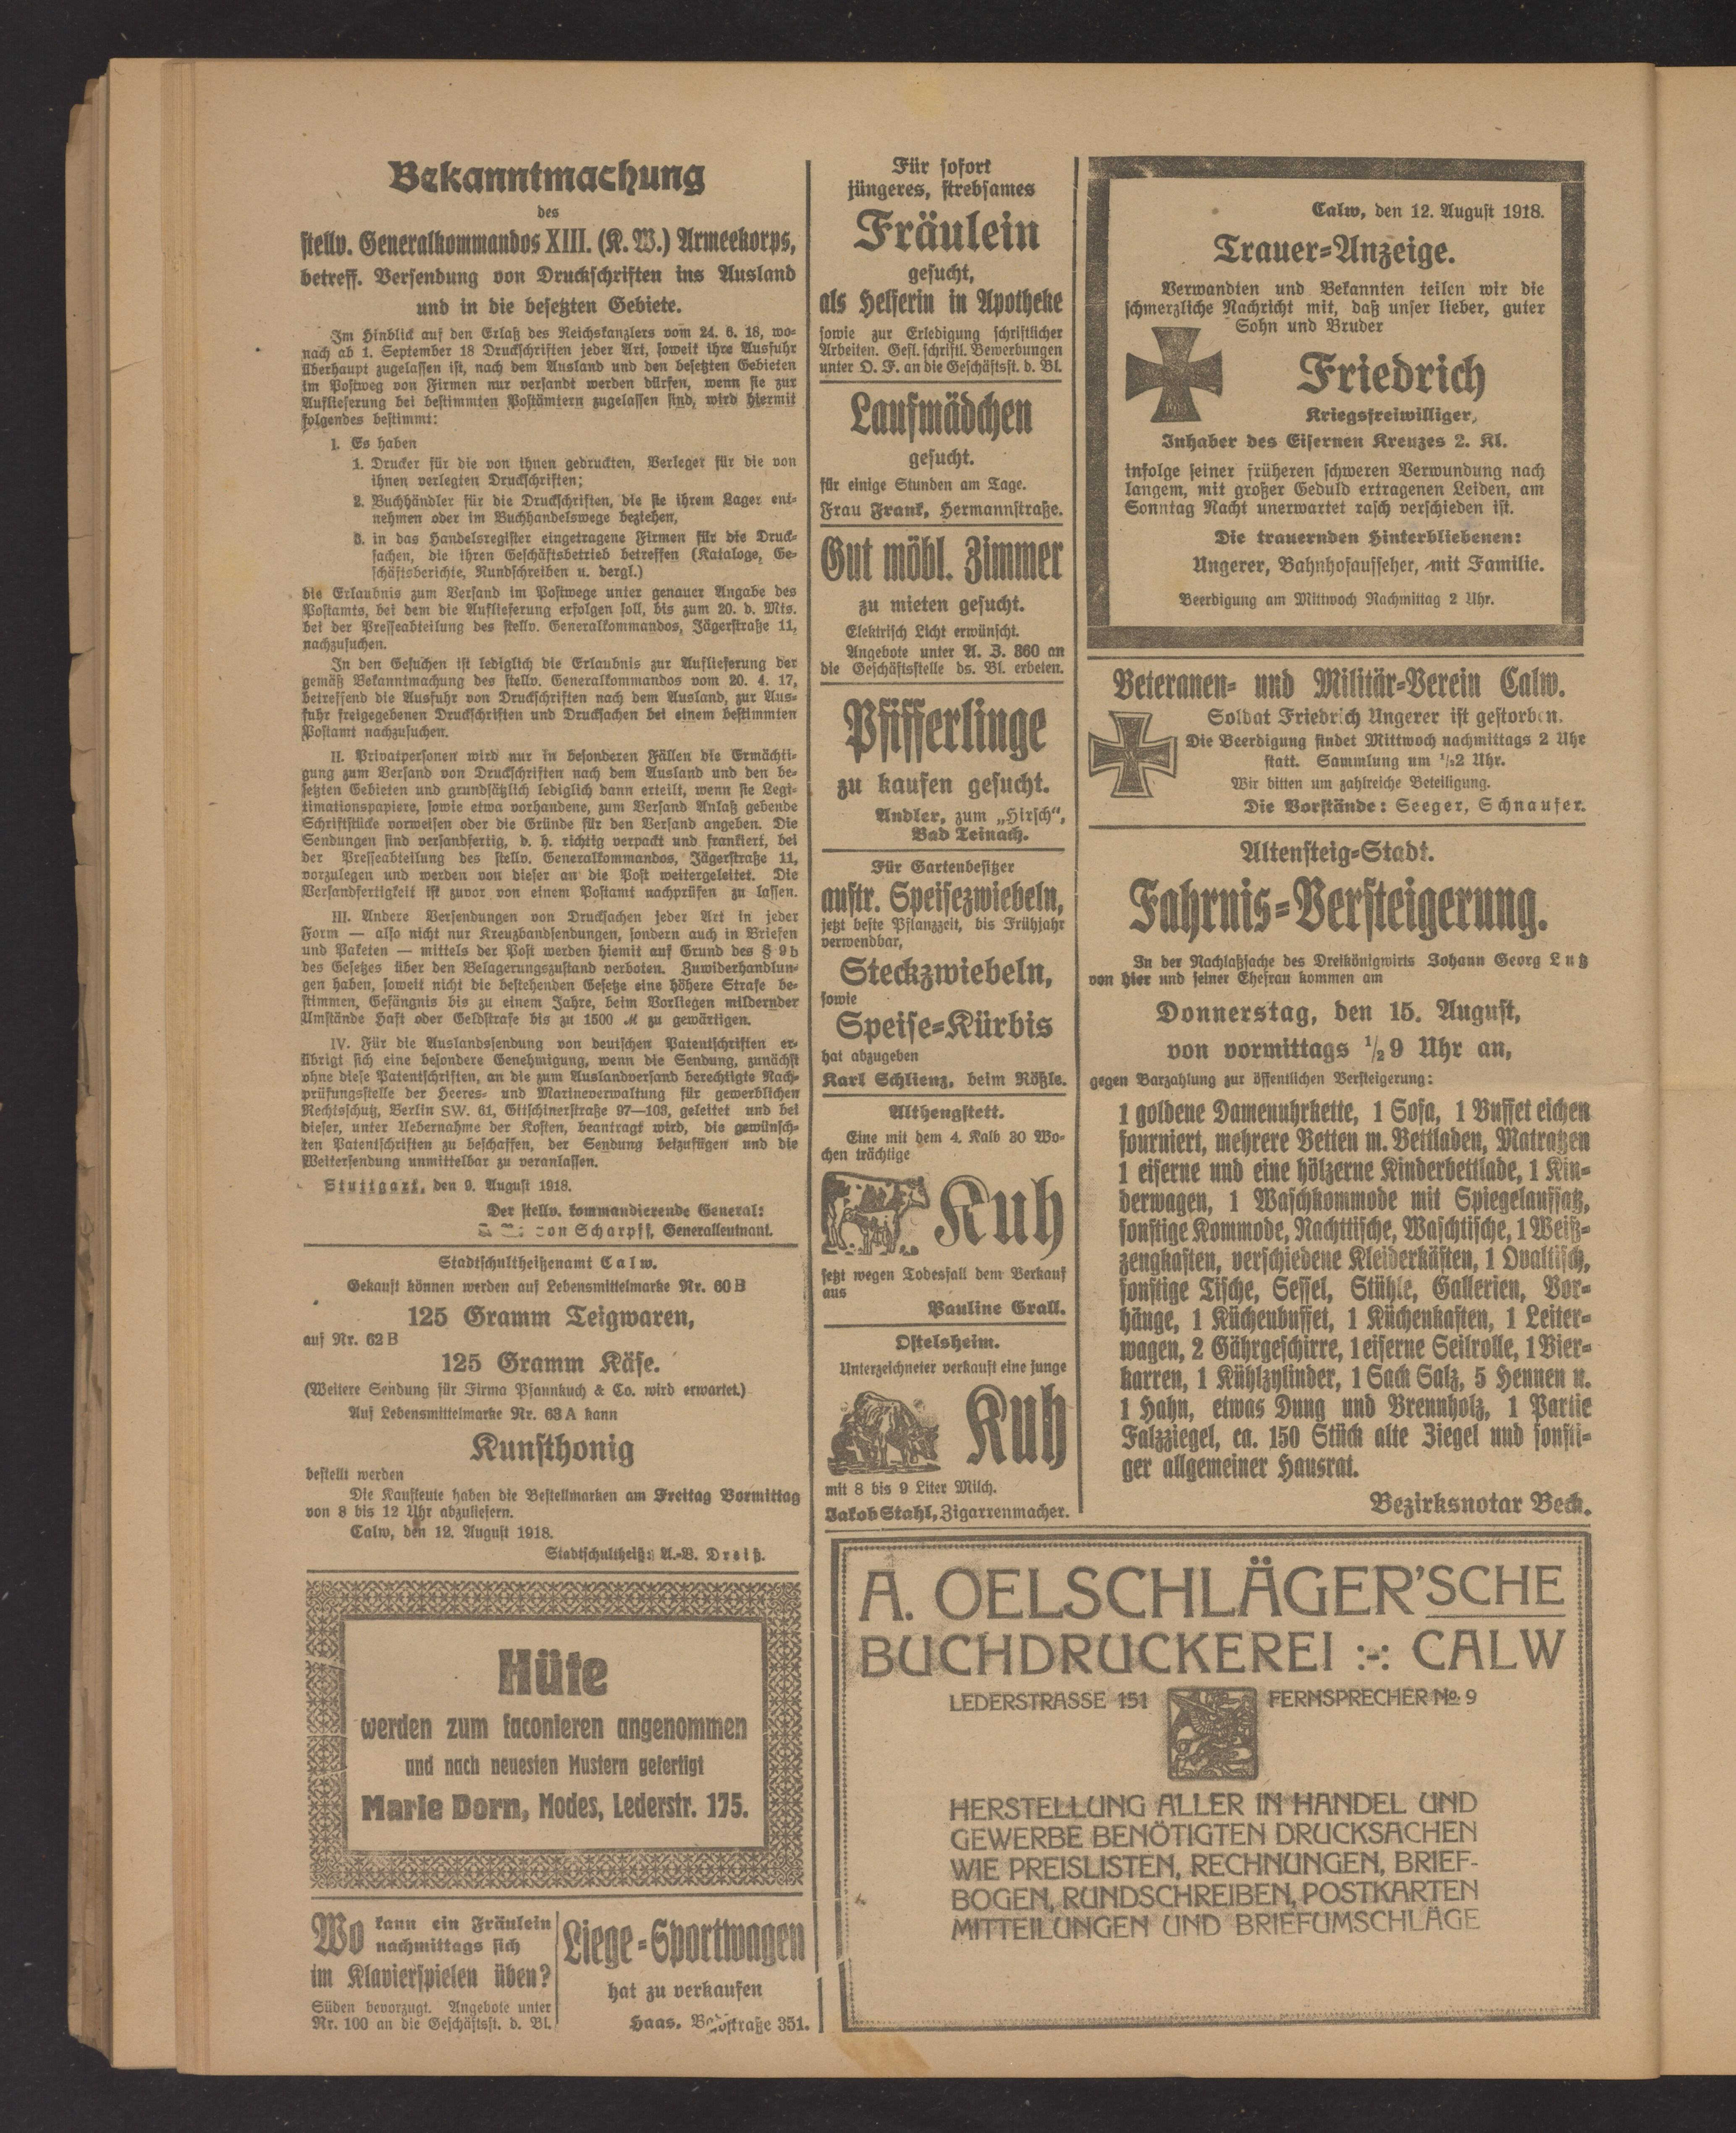 Bekanntmachung
des
stellv. Generalkommandos XIII. (K. W.) Armeekorps,
betreff. Versendung von Druckschriften ins Ausland
und in die besetzten Gebiete.
Im Hinblick auf den Erlaß des Reichskanzlers vom 24. 6. 18, wo-
nach ab 1. September 18 Druckschriften jeder Art, soweit ihre Ausfuhr
überhaupt zugelassen ist, nach dem Ausland und den besetzten Gebieten
im Postweg von Firmen nur versandt werden dürfen, wenn sie zur
Auflieferung bei bestimmten Postämtern zugelassen sind, wird hiermit
folgendes bestimmt:
I. Es haben
1. Drucker für die von ihnen gedruckten, Verleger für die von
ihnen verlegten Druckschriften;
2. Buchhändler für die Druckschriften, die sie ihrem Lager ent-
nehmen oder im Buchhandelswege beziehen,
3. in das Handelsregister eingetragene Firmen für die Druck-
sachen, die ihren Geschäftsbetrieb betreffen (Kataloge, Ge-
schäftsberichte, Rundschreiben u. dergl.)
die Erlaubnis zum Versand im Postwege unter genauer Angabe des
Postamts, bei dem die Auflieferung erfolgen soll, bis zum 20. d. Mts.
bei der Presseabteilung des stellv. Generalkommandos, Jägerstraße 11,
nachzusuchen.
In den Gesuchen ist lediglich die Erlaubnis zur Auflieferung der
gemäß Bekanntmachung des stellv. Generalkommandos vom 20. 4. 17,
betreffend die Ausfuhr von Druckschriften nach dem Ausland, zur Aus-
fuhr freigegebenen Druckschriften und Drucksachen bei einem bestimmten
Postamt nachzusuchen.
II. Privatpersonen wird nur in besonderen Fällen die Ermächti-
gung zum Versand von Druckschriften nach dem Ausland und den be-
setzten Gebieten und grundsätzlich lediglich dann erteilt, wenn sie Legi-
timationspapiere, sowie etwa vorhandene, zum Versand Anlaß gebende
Schriftstücke vorweisen oder die Gründe für den Versand angeben. Die
Sendungen sind versandfertig, d. h. richtig verpackt und frankiert, bei
der Presseabteilung des stellv. Generalkommandos, Jägerstraße 11,
vorzulegen und werden von dieser an die Post weitergeleitet. Die
Versandfertigkeit ist zuvor von einem Postamt nachprüfen zu lassen.
III. Andere Versendungen von Drucksachen jeder Art in jeder
Form — also nicht nur Kreuzbandsendungen, sondern auch in Briefen
und Paketen — mittels der Post werden hiemit auf Grund des § 9b
des Gesetzes über den Belagerungszustand verboten. Zuwiderhandlun-
gen haben, soweit nicht die bestehenden Gesetze eine höhere Strafe be-
stimmen, Gefängnis bis zu einem Jahre, beim Vorliegen mildernder
Umstände Haft oder Geldstrafe bis zu 1500 M zu gewärtigen.
IV. Für die Auslandssendung von deutschen Patentschriften er-
übrigt sich eine besondere Genehmigung, wenn die Sendung, zunächst
ohne diese Patentschriften, an die zum Auslandversand berechtigte Nach-
prüfungsstelle der Heeres- und Marineverwaltung für gewerblichen
Rechtsschutz, Berlin SW. 61, Gitschinerstraße 97—103, geleitet und bei
dieser, unter Uebernahme der Kosten, beantragt wird, die gewünsch-
ten Patentschriften zu beschaffen, der Sendung beizufügen und die
Weitersendung unmittelbar zu veranlassen.
Stuttgart, den 9. August 1918.
Der stellv. kommandierende General:
von Scharpff, Generalleutnant.
Stadtschultheißenamt Calw.
Gekauft können werden auf Lebensmittelmarke Nr. 60 B
125 Gramm Teigwaren,
auf Nr. 62 B
125 Gramm Käse.
(Weitere Sendung für Firma Pfannkuch & Co. wird erwartet.)
Auf Lebensmittelmarke Nr. 63 A kann
Kunsthonig
bestellt werden
Die Kaufleute haben die Bestellmarken am Freitag Vormittag
von 8 bis 12 Uhr abzuliefern.
Calw, den 12. August 1918.
Stadtschultheiß: A.-V. Dreiß.
Hüte
werden zum faconieren angenommen
und nach neuesten Mustern gefertigt
Marie Dorn, Modes, Lederstr. 175.
Wo kann ein Fräulein
nachmittags sich
im Klavierspielen üben?
Süden bevorzugt. Angebote unter
Nr. 100 an die Geschäftsst. d. Bl.
Liege-Sportwagen
hat zu verkaufen
Haas, 351.
Für sofort
jüngeres, strebsames
Fräulein
gesucht,
als Helferin in Apotheke
sowie zur Erledigung schriftlicher
Arbeiten. Gefl. schriftl. Bewerbungen
unter O. F. an die Geschäftsst. d. Bl.
Laufmädchen
gesucht.
für einige Stunden am Tage.
Frau Frank, Hermannstraße.
Gut möbl. Zimmer
zu mieten gesucht.
Elektrisch Licht erwünscht.
Angebote unter A. Z. 360 an
die Geschäftsstelle ds. Bl. erbeten.
Pfifferlinge
zu kaufen gesucht.
Andler, zum „Hirsch“,
Bad Teinach.
Für Gartenbesitzer
austr. Speisezwiebeln,
jetzt beste Pflanzzeit, bis Frühjahr
verwendbar,
Steckzwiebeln,
sowie
Speise-Kürbis
hat abzugeben
Karl Schlienz, beim Rößle.
Althengstett.
Eine mit dem 4. Kalb 30 Wo-
chen trächtige
Kuh
setzt wegen Todesfall dem Verkauf
aus
Pauline Grall.
Ostelsheim.
Unterzeichneter verkauft eine junge
Kuh
mit 8 bis 9 Liter Milch.
Jakob Stahl, Zigarrenmacher.
Calw, den 12. August 1918.
Trauer-Anzeige.
Verwandten und Bekannten teilen wir die
schmerzliche Nachricht mit, daß unser lieber, guter
Sohn und Bruder
Friedrich
Kriegsfreiwilliger,
Inhaber des Eisernen Kreuzes 2. Kl.
infolge seiner früheren schweren Verwundung nach
langem, mit großer Geduld ertragenen Leiden, am
Sonntag Nacht unerwartet rasch verschieden ist.
Die trauernden Hinterbliebenen:
Ungerer, Bahnhofaufseher, mit Familie.
Beerdigung am Mittwoch Nachmittag 2 Uhr.
Veteranen- und Militär-Verein Calw.
Soldat Friedrich Ungerer ist gestorben.
Die Beerdigung findet Mittwoch nachmittags 2 Uhr
statt. Sammlung um 1/22 Uhr.
Wir bitten um zahlreiche Beteiligung.
Die Vorstände: Seeger, Schnaufer.
Altensteig-Stadt.
Fahrnis-Versteigerung.
In der Nachlaßsache des Dreikönigwirts Johann Georg Lutz
von hier und seiner Ehefrau kommen am
Donnerstag, den 15. August,
von vormittags 1/2 9 Uhr an,
gegen Barzahlung zur öffentlichen Versteigerung:
1 goldene Damenuhrkette, 1 Sofa, 1 Buffet eichen
fourniert, mehrere Betten m. Bettladen, Matratzen
1 eiserne und eine hölzerne Kinderbettlade, 1 Kin-
derwagen, 1 Waschkommode mit Spiegelaufsatz,
sonstige Kommode, Nachttische, Waschtische, 1 Weiß-
zeugkasten, verschiedene Kleiderkästen, 1 Ovaltisch,
sonstige Tische, Sessel, Stühle, Gallerien, Vor-
hänge, 1 Küchenbuffet, 1 Küchenkasten, 1 Leiter-
wagen, 2 Gährgeschirre, 1 eiserne Seilrolle, 1 Bier-
karren, 1 Kühlzylinder, 1 Sack Salz, 5 Hennen u.
1 Hahn, etwas Dung und Brennholz, 1 Partie
Falzziegel, ca. 150 Stück alte Ziegel und sonsti-
ger allgemeiner Hausrat.
Bezirksnotar Beck.
A. OELSCHLÄGER'SCHE
BUCHDRUCKEREI :-: CALW
LEDERSTRASSE 151 FERNSPRECHER No. 9
HERSTELLUNG ALLER IN HANDEL UND
GEWERBE BENÖTIGTEN DRUCKSACHEN
WIE PREISLISTEN, RECHNUNGEN, BRIEF-
BOGEN, RUNDSCHREIBEN, POSTKARTEN
MITTEILUNGEN UND BRIEFUMSCHLÄGE